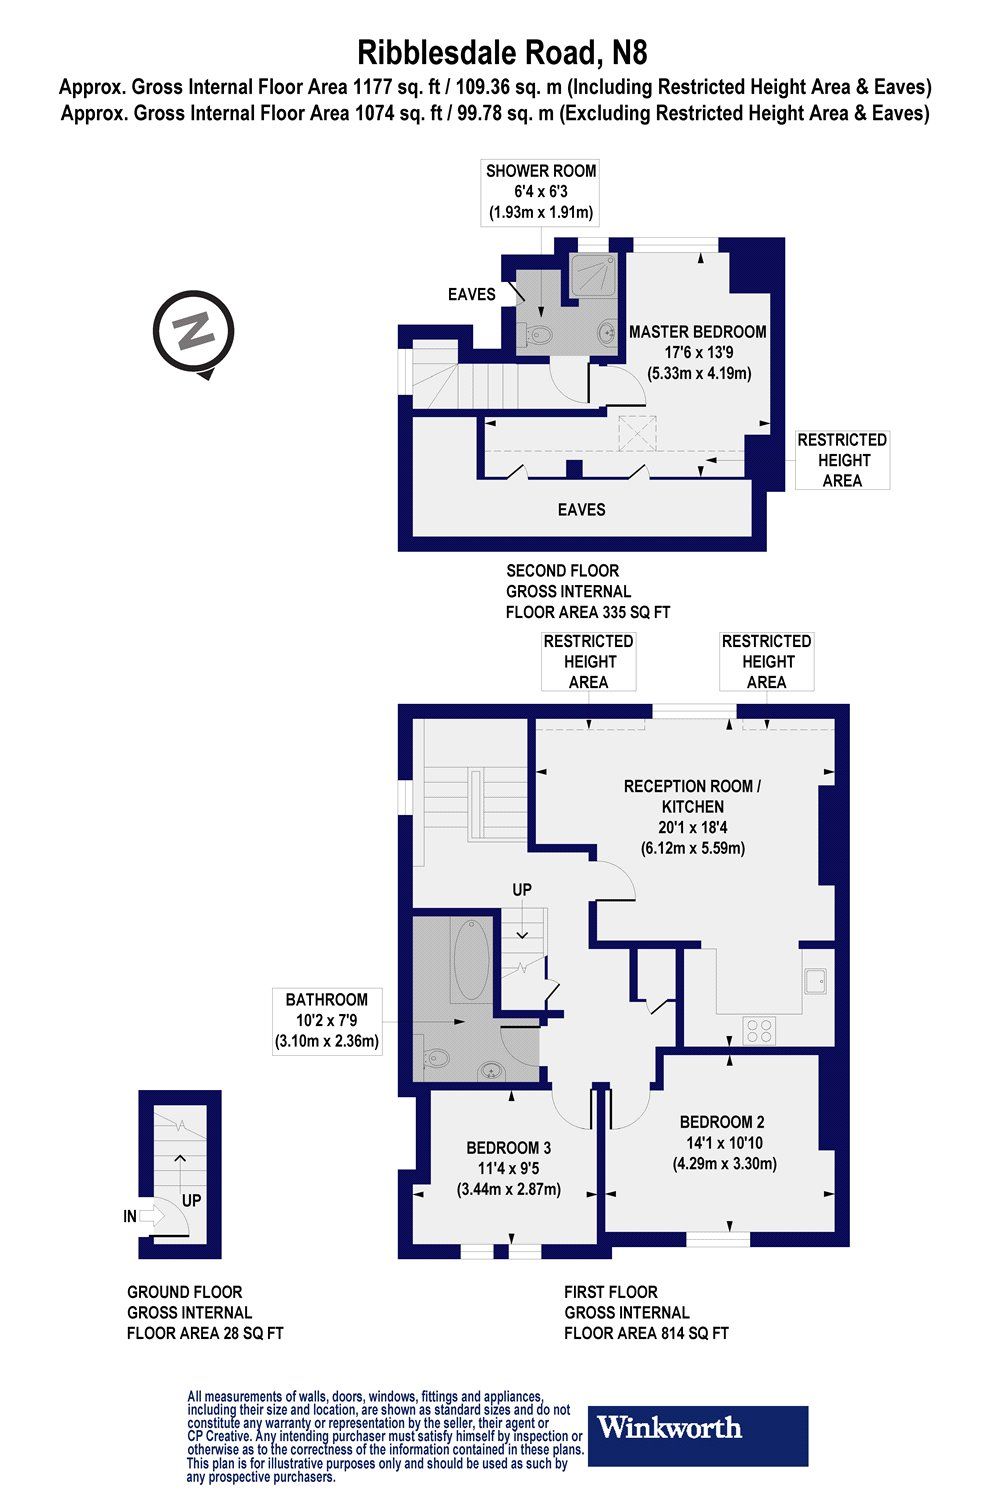 Ribblesdale Road, N8
Approx. Gross Internal Floor Area 1177 sq. ft / 109.36 sq. m (Including Restricted Height Area & Eaves)
Approx. Gross Internal Floor Area 1074 sq. ft / 99.78 sq. m (Excluding Restricted Height Area & Eaves)
SHOWER ROOM
6'4 x 6'3
(1.93m x 1.91m)
EAVES
N
MASTER BEDROOM
17'6 x 13'9
(5.33m x 4.19m)
RESTRICTED
HEIGHT
AREA
EAVES
SECOND FLOOR
GROSS INTERNAL
FLOOR AREA 335 SQ FT
RESTRICTED
HEIGHT
AREA
RESTRICTED
HEIGHT
AREA
RECEPTION ROOM /
KITCHEN
20'1 x 18'4
(6.12m x 5.59m)
UP
BATHROOM
10'2 x 7'9
(3.10m x 2.36m)
BEDROOM 2
14'1 x 10'10
(4.29m x 3.30m)
BEDROOM 3
11'4 x 9'5
(3.44m x 2.87m)
UP
IN
GROUND FLOOR
GROSS INTERNAL
FLOOR AREA 28 SQ FT
FIRST FLOOR
GROSS INTERNAL
FLOOR AREA 814 SQ FT
All measurements of walls, doors, windows, fittings and appliances,
including their size and location, are shown as standard sizes and do not
constitute any warranty or representation by the seller, their agent or
CP Creative. Any intending purchaser must satisfy himself by inspection or
otherwise as to the correctness of the information contained in these plans.
This plan is for illustrative purposes only and should be used as such by
any prospective purchasers.
Winkworth